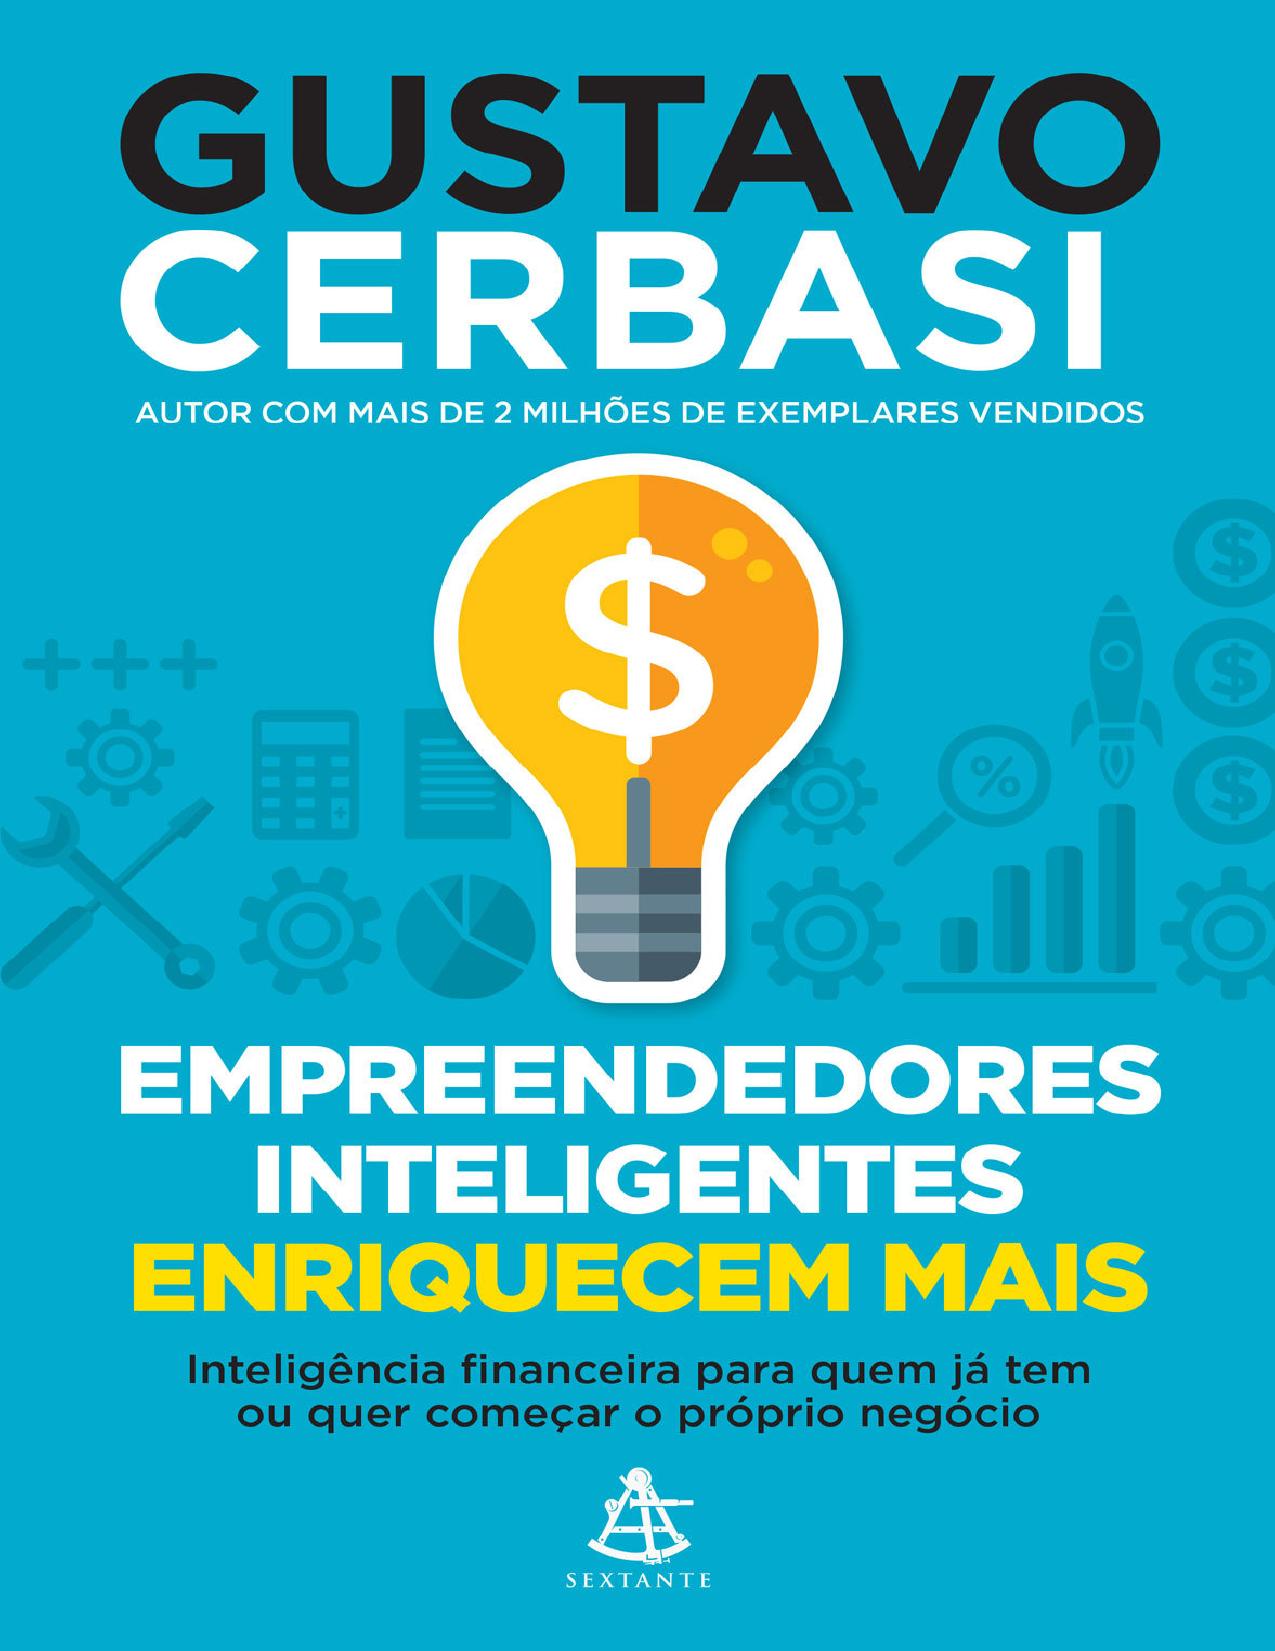 GUSTAVO
CERBASI
AUTOR COM MAIS DE 2 MILHÕES DE EXEMPLARES VENDIDOS
$
$
$
%
$
EMPREENDEDORES
INTELIGENTES
ENRIQUECEM MAIS
Inteligência financeira para quem já tem
ou quer começar o próprio negócio
SEXTANTE